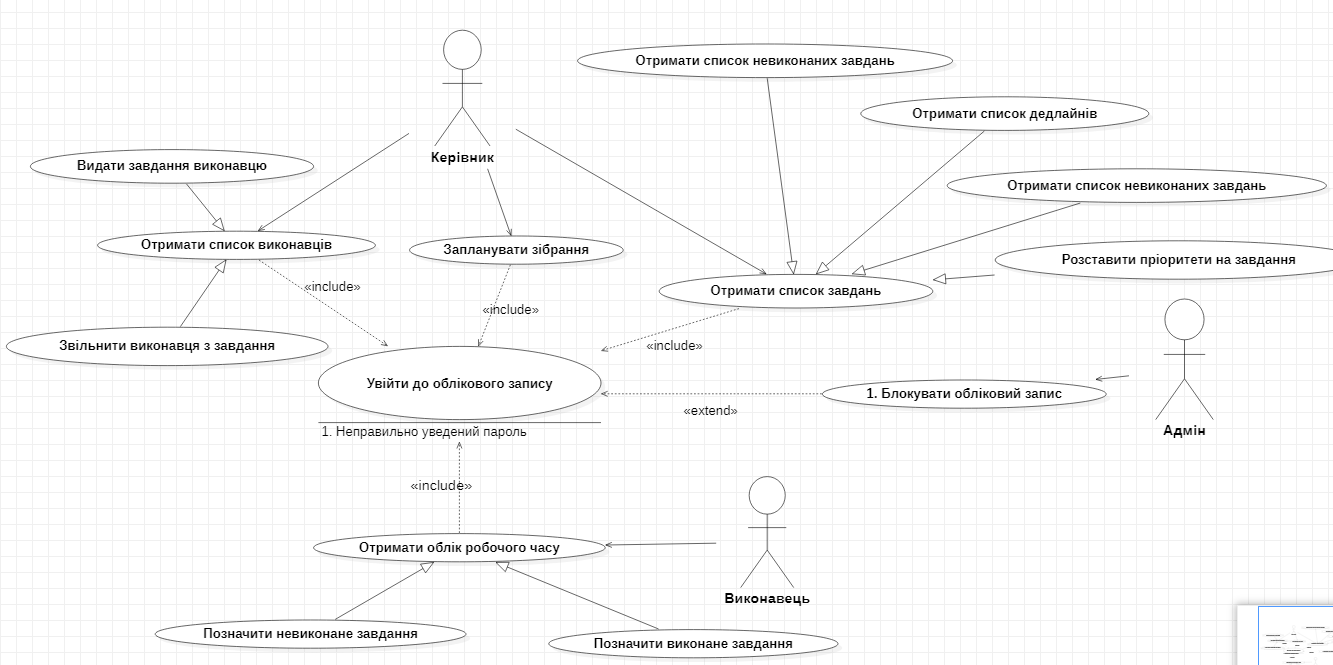 Отримати список невиконаних завдань
Отримати список дедлайнів
Керівник
Видати завдання виконавцю
Отримати список невиконаних завдань
Отримати список виконавців
Запланувати зібрання
Розставити пріоритети на завдання
«include»
Отримати список завдань
«include»
Звільнити виконавця з завдання
«include»
Увійти до облікового запису
1. Блокувати обліковий запис
«extend»
1. Неправильно уведений пароль
Адмін
«include»
Отримати облік робочого часу
Виконавець
Позначити невиконане завдання
Позначити виконане завдання